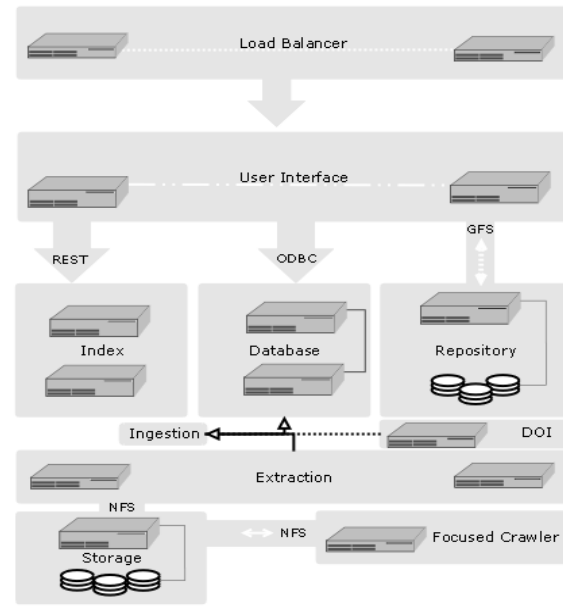 Load Balancer
User Interface
REST
ODBC
GFS
Index
Database
Repository
Ingestion
DOI
Extraction
NFS
NFS
Storage
Focused Crawler